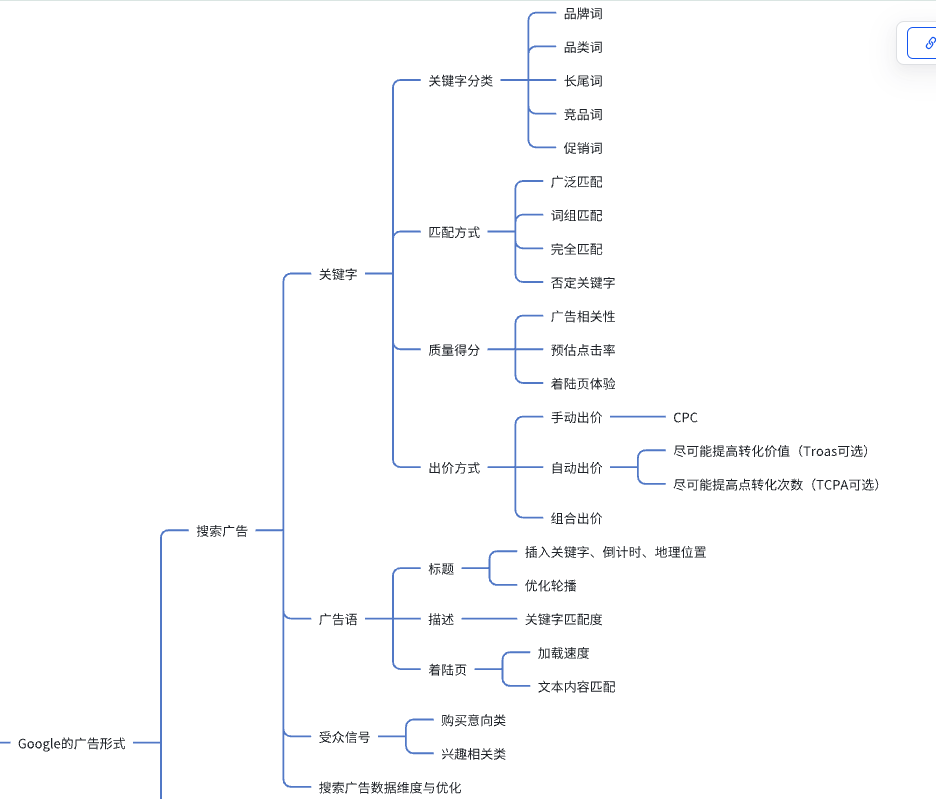 品牌词
品类词
关键字分类
长尾词
竞品词
促销词
广泛匹配
词组匹配
匹配方式
完全匹配
关键字
否定关键字
广告相关性
质量得分
预估点击率
着陆页体验
手动出价
CPC
尽可能提高转化价值（Troas可选）
出价方式
自动出价
尽可能提高点转化次数（TCPA可选）
组合出价
搜索广告
插入关键字、倒计时、地理位置
标题
优化轮播
广告语
描述
关键字匹配度
加载速度
着陆页
文本内容匹配
购买意向类
受众信号
Google的广告形式
兴趣相关类
搜索广告数据维度与优化